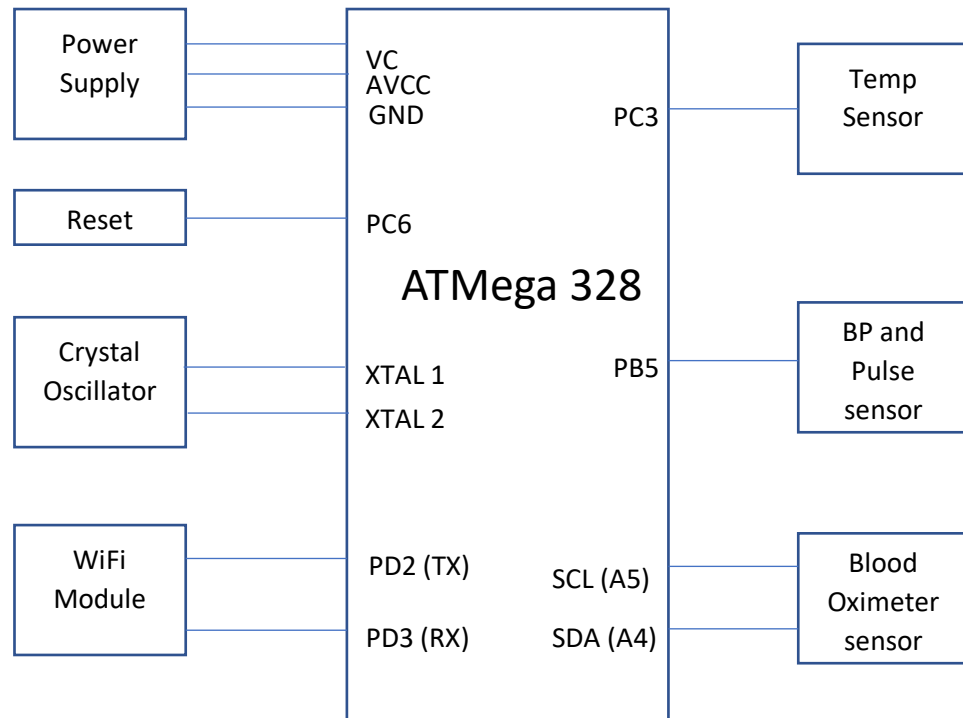 Power
Supply
VC
AVCC
GND
PC3
Temp
Sensor
Reset
PC6
ATMega 328
Crystal
Oscillator
XTAL 1
XTAL 2
PB5
BP and
Pulse
sensor
WiFi
Module
PD2 (TX)
PD3 (RX)
SCL (A5)
SDA (A4)
Blood
Oximeter
sensor